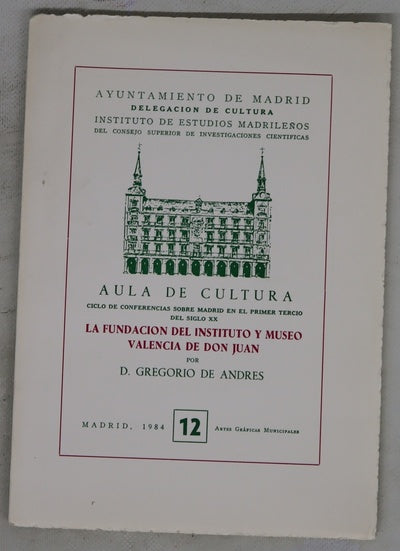 AYUNTAMIENTO DE MADRID
DELEGACION DE CULTURA
INSTITUTO DE ESTUDIOS MADRILEÑOS
DEL CONSEJO SUPERIOR DE INVESTIGACIONES CIENTIFICAS
AULA DE CULTURA
CICLO DE CONFERENCIAS SOBRE MADRID EN EL PRIMER TERCIO
DEL SIGLO XX
LA FUNDACION DEL INSTITUTO Y MUSEO
VALENCIA DE DON JUAN
POR
D. GREGORIO DE ANDRES
MADRID, 1984 12 ARTES GRÁFICAS MUNICIPALES